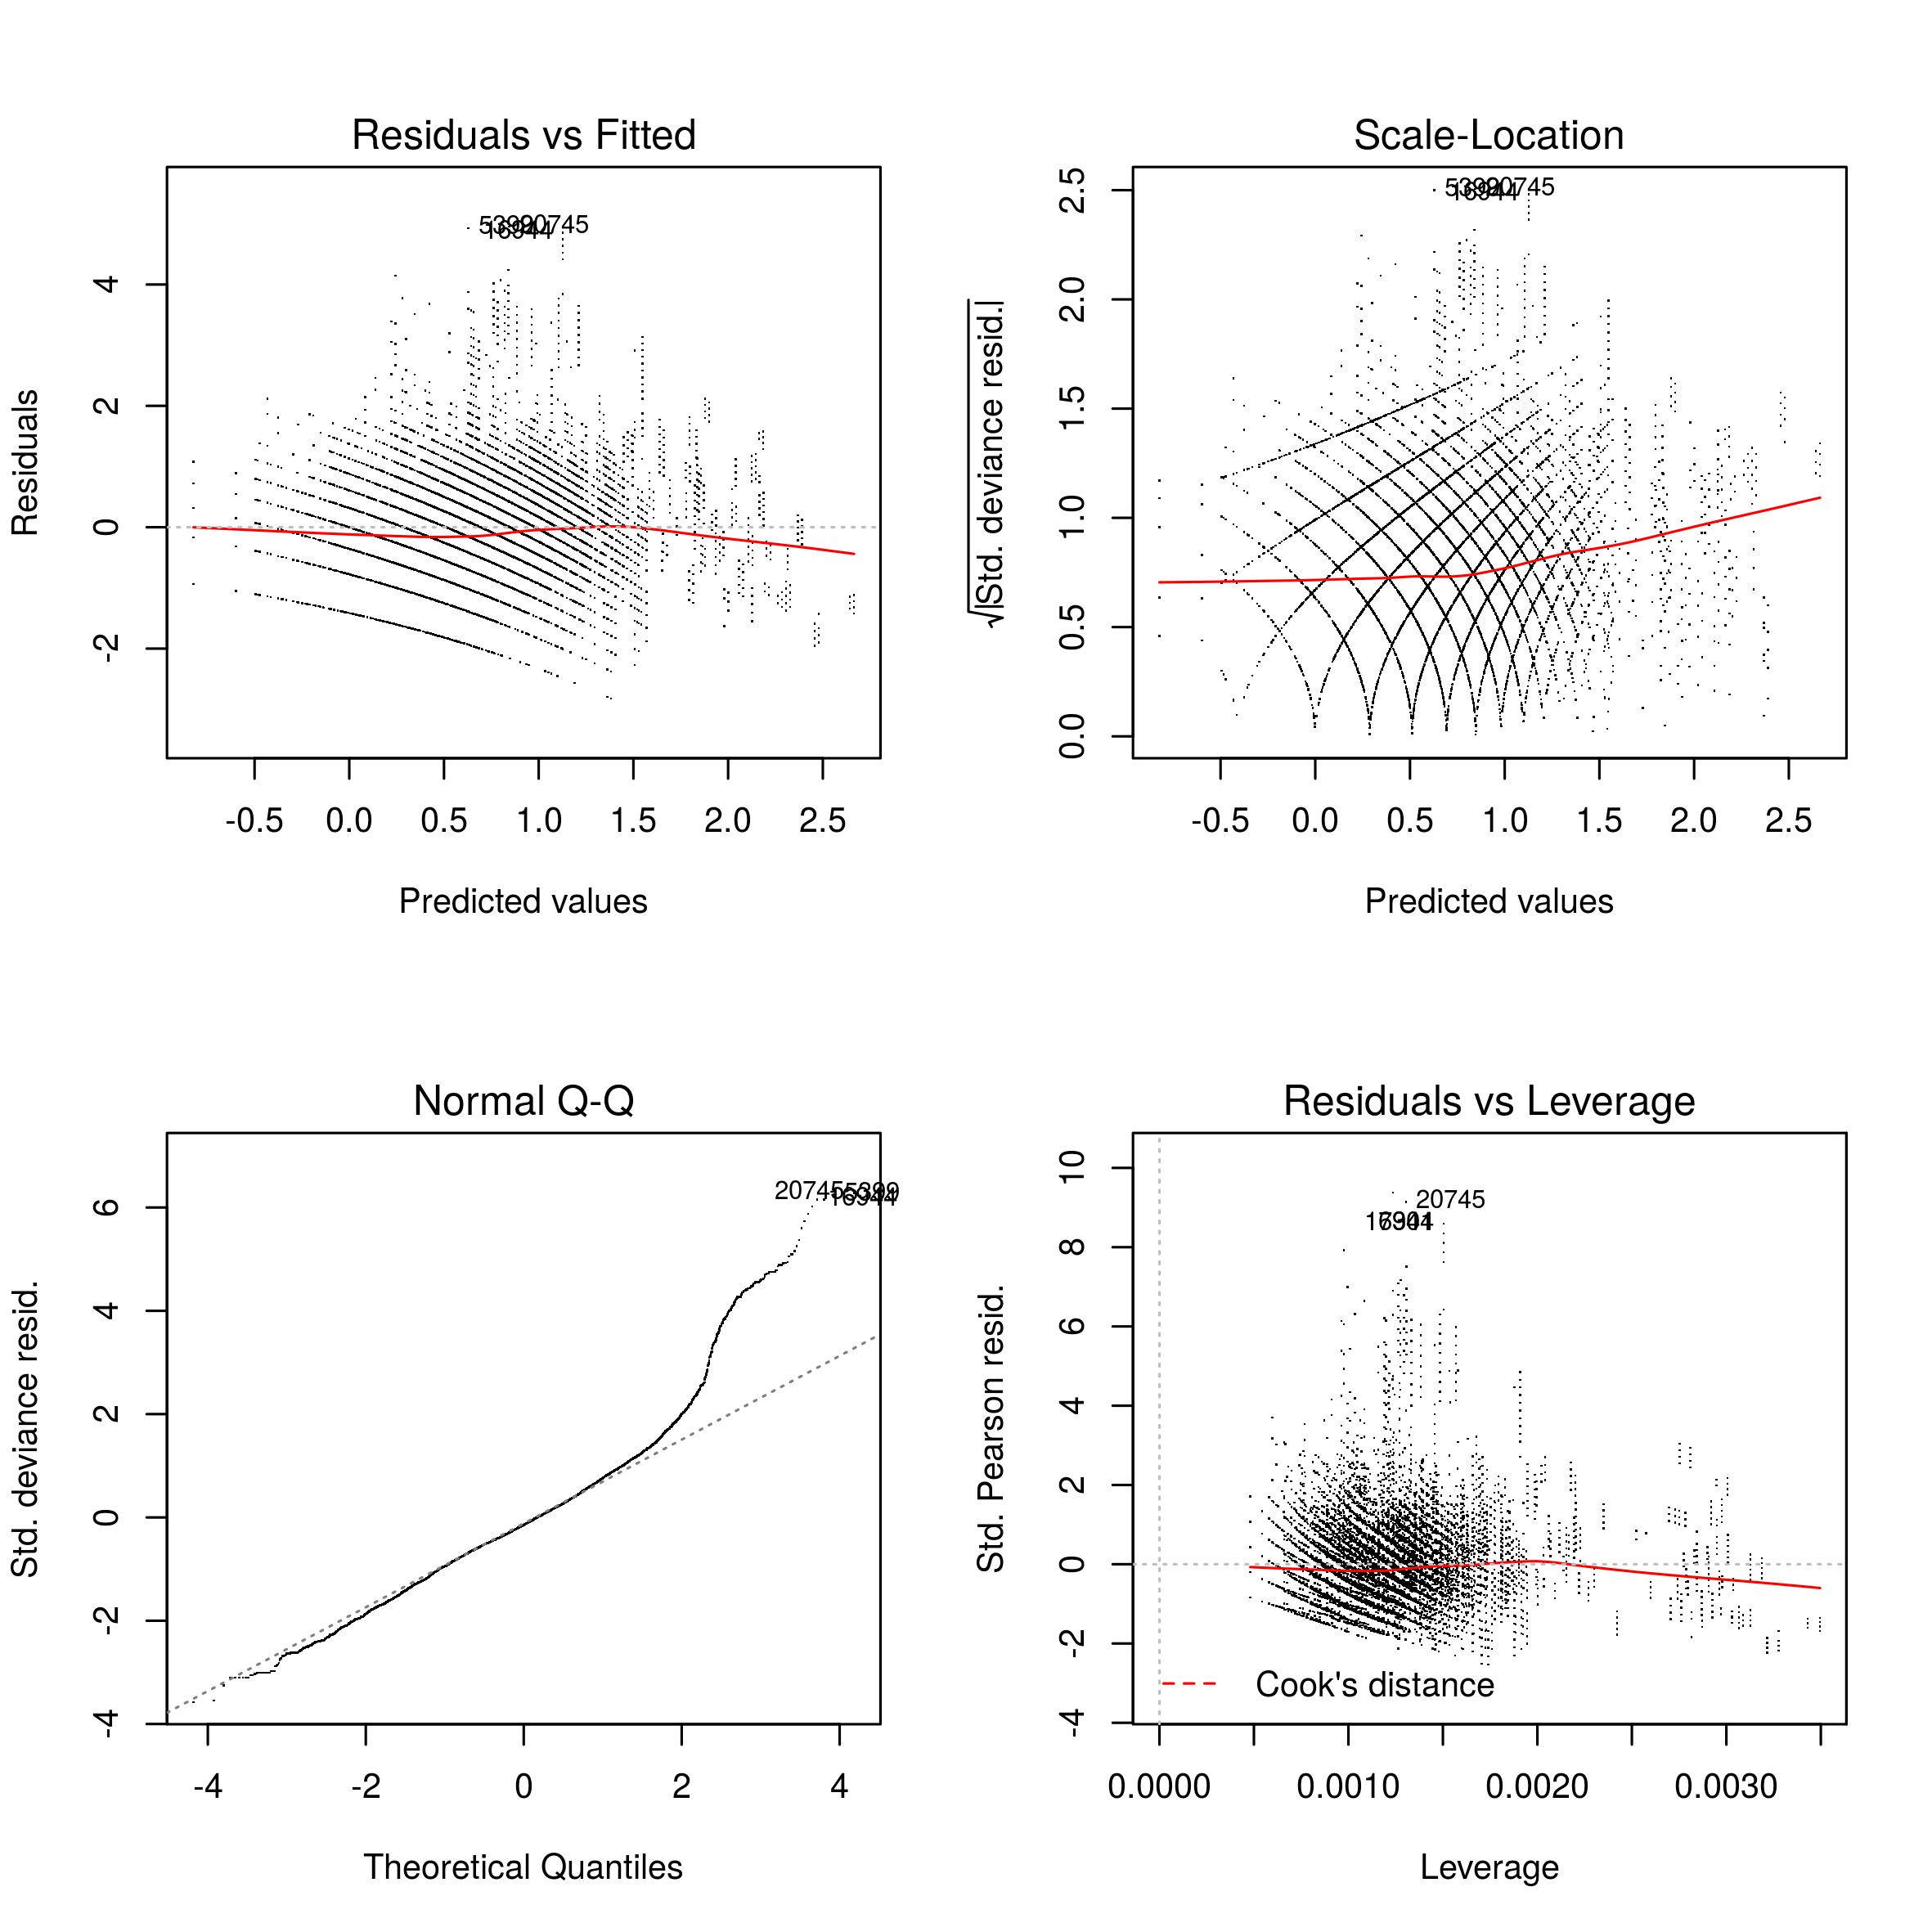 Residuals vs Fitted
20745
Residuals
4
2
0
-2
-0.5 0.0 0.5 1.0 1.5 2.0 2.5
Predicted values
Scale-Location
20745
√|Std. deviance resid.|
2.5
2.0
1.5
1.0
0.5
0.0
-0.5 0.0 0.5 1.0 1.5 2.0 2.5
Predicted values
Normal Q-Q
20745
Std. deviance resid.
6
4
2
0
-2
-4
-4 -2 0 2 4
Theoretical Quantiles
Residuals vs Leverage
20745
Std. Pearson resid.
10
8
6
4
2
0
-2
-4
Cook's distance
0.0000 0.0010 0.0020 0.0030
Leverage